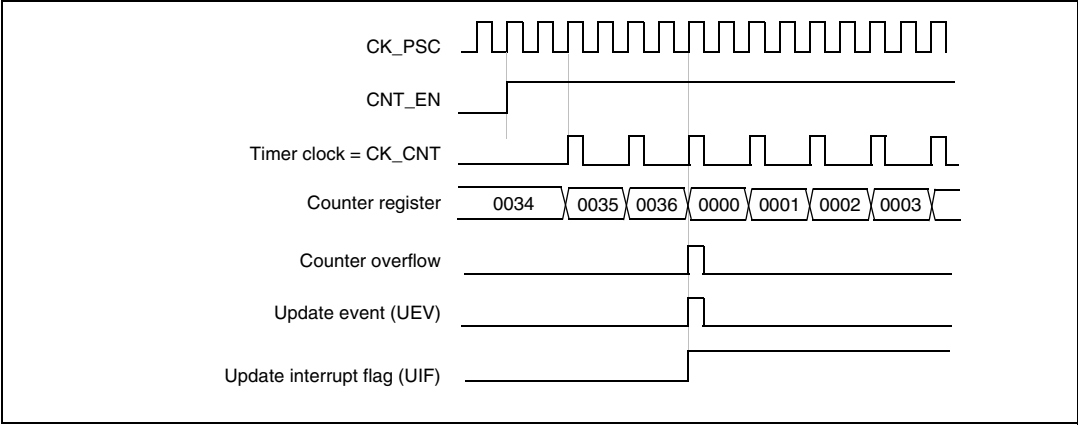 CK_PSC
CNT_EN
Timer clock = CK_CNT
Counter register 0034 0035 0036 0000 0001 0002 0003
Counter overflow
Update event (UEV)
Update interrupt flag (UIF)